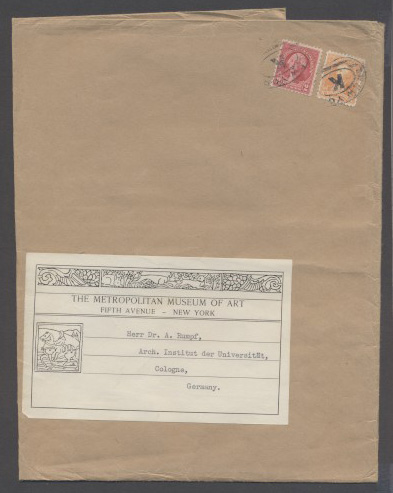 THE METROPOLITAN MUSEUM OF ART
FIFTH AVENUE - NEW YORK
Herr Dr. A. Rumpf,
Arch. Institut der Universität,
Cologne,
Germany.